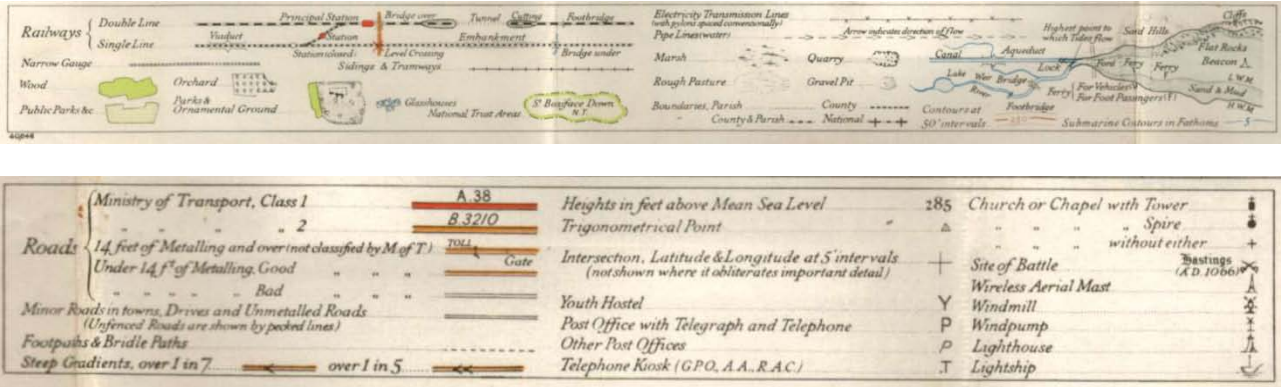 Railways
Double Line
Principal Station
Bridge over
Tunnel
Cutting
Footbridge
Single Line
Viaduct
Station
Station (closed)
Level Crossing
Embankment
Bridge under
Narrow Gauge
Sidings & Tramways
Wood
Orchard
Public Parks &c
Parks & Ornamental Ground
Glasshouses
National Trust Areas
St Boniface Down
N.T.
Electricity Transmission Lines
(with pylons spaced conventionally)
Pipe Lines (water)
Arrow indicates direction of flow
Marsh
Quarry
Rough Pasture
Gravel Pit
Boundaries, Parish
County
County & Parish
National
Canal
Aqueduct
Lock
Lake
Weir
Bridge
River
Footbridge
Contours at
50' intervals
250
Highest point to
which Tides flow
Sand Hills
Cliffs
Flat Rocks
Beacon
Ford
Ferry
Ferry
Ferry
For Vehicles V
For Foot Passengers F
L.W.M.
Sand & Mud
H.W.M.
Submarine Contours in Fathoms
5
Roads
Ministry of Transport, Class 1
A.38
" " " 2
B.3210
14 feet of Metalling and over (not classified by M of T)
TOLL
Gate
Under 14 ft of Metalling, Good " "
" " " " Bad " "
Minor Roads in towns, Drives and Unmetalled Roads
(Unfenced Roads are shown by pecked lines)
Footpaths & Bridle Paths
Steep Gradients, over 1 in 7
over 1 in 5
Heights in feet above Mean Sea Level
285
Trigonometrical Point "
Intersection, Latitude & Longitude at 5' intervals
(not shown where it obliterates important detail)
Youth Hostel Y
Post Office with Telegraph and Telephone P
Other Post Offices P
Telephone Kiosk (G.P.O, A.A., R.A.C.) .T
Church or Chapel with Tower
" " " Spire
" " without either
Site of Battle
Hastings
(A.D. 1066)
Wireless Aerial Mast
Windmill
Windpump
Lighthouse
Lightship